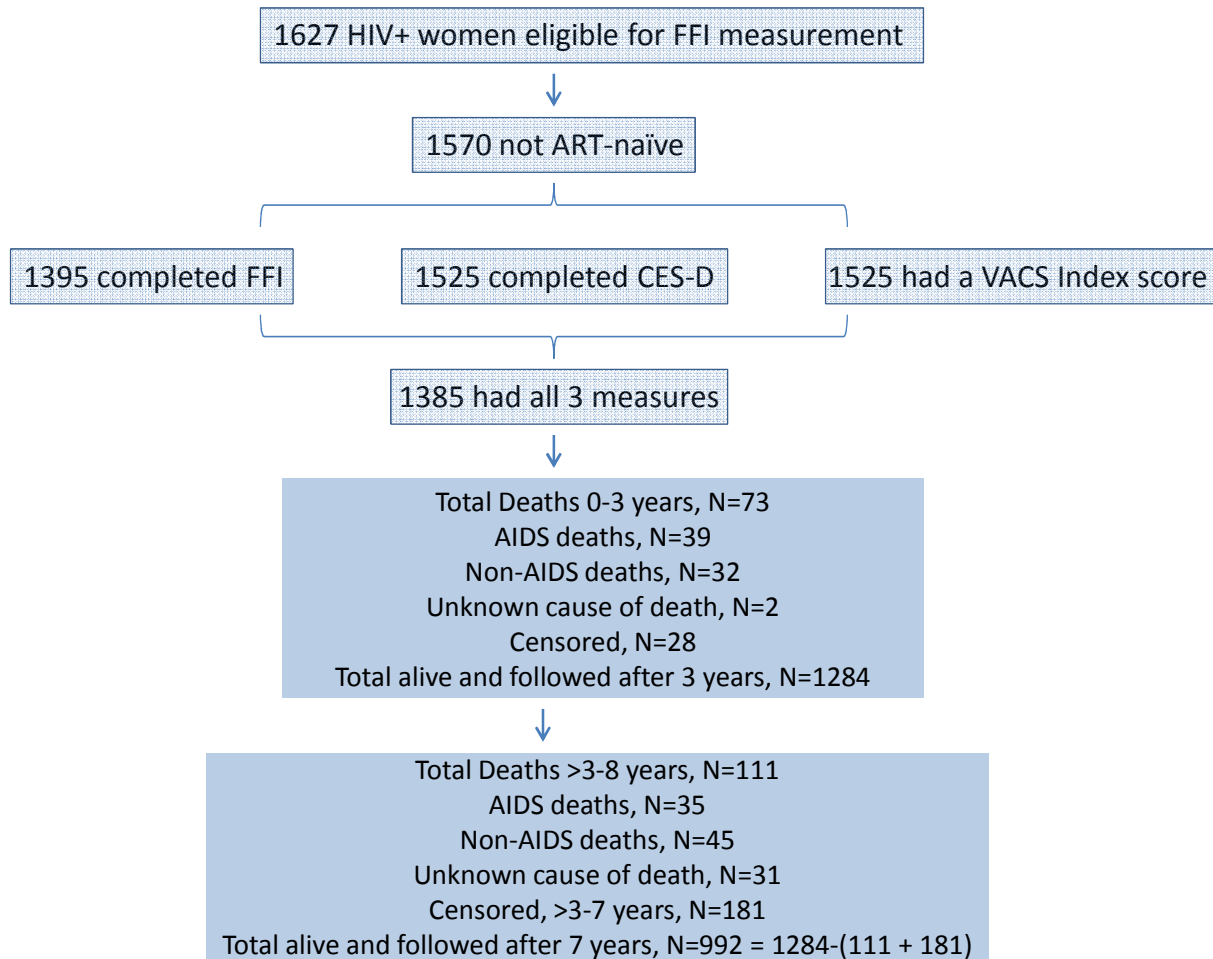 1627 HIV+ women eligible for FFI measurement
1570 not ART-naïve
1395 completed FFI
1525 completed CES-D
1525 had a VACS Index score
1385 had all 3 measures
Total Deaths 0-3 years, N=73
AIDS deaths, N=39
Non-AIDS deaths, N=32
Unknown cause of death, N=2
Censored, N=28
Total alive and followed after 3 years, N=1284
Total Deaths >3-8 years, N=111
AIDS deaths, N=35
Non-AIDS deaths, N=45
Unknown cause of death, N=31
Censored, >3-7 years, N=181
Total alive and followed after 7 years, N=992 = 1284-(111 + 181)